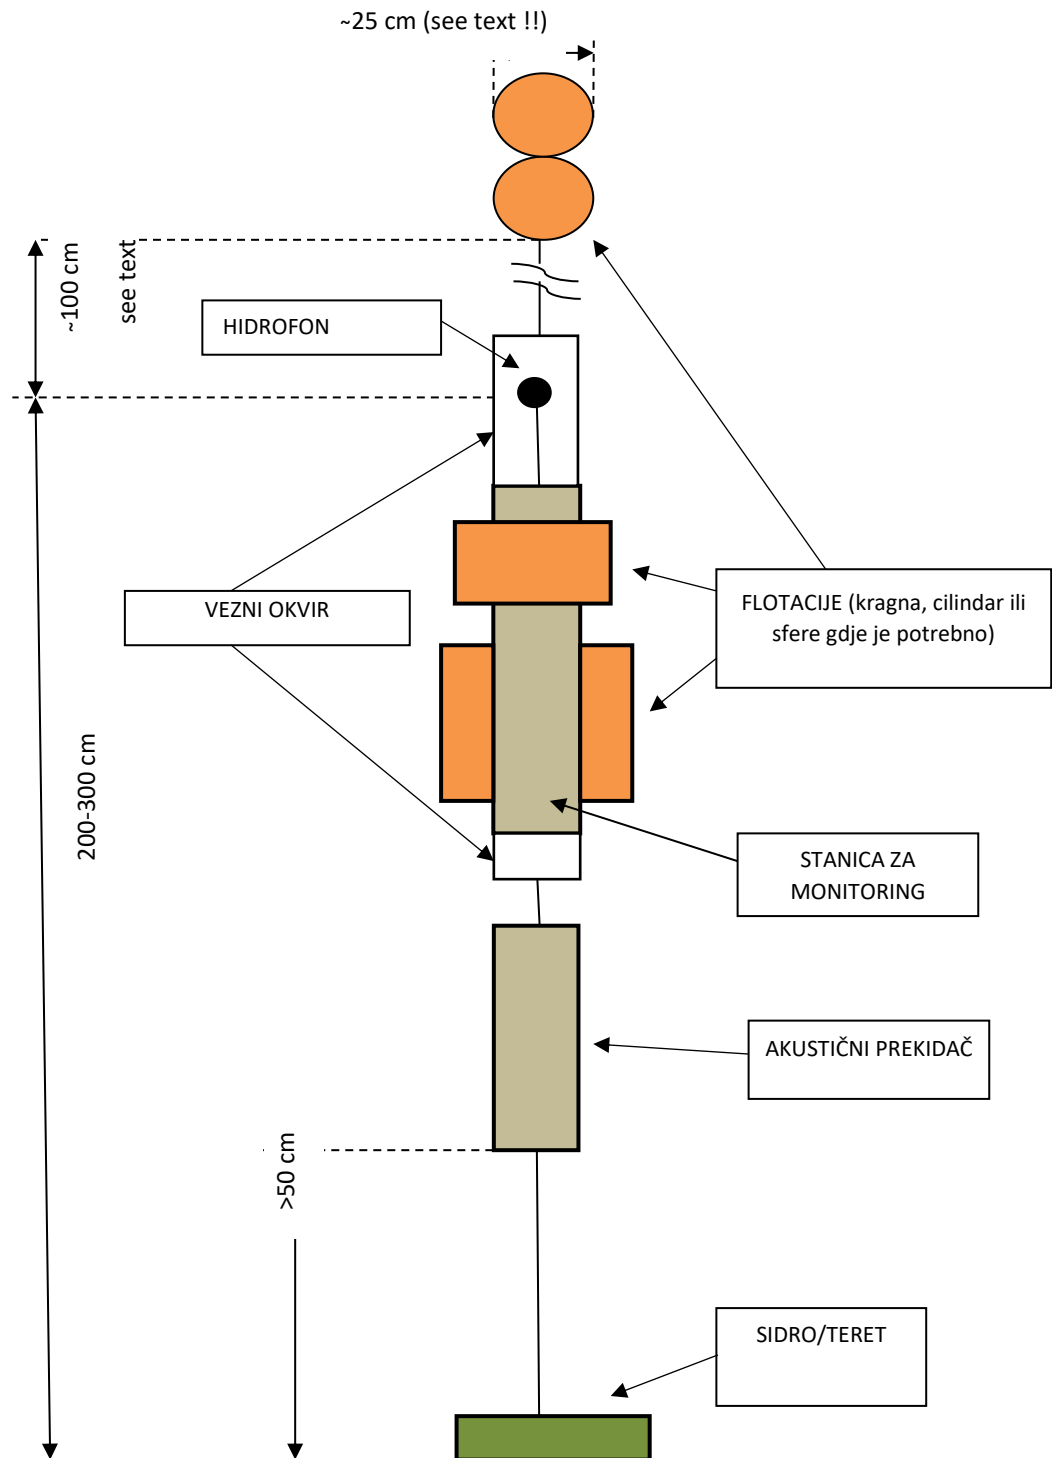 ~25 cm (see text !!)
~100 cm
see text
HIDROFON
VEZNI OKVIR
FLOTACIJE (kragna, cilindar ili
sfere gdje je potrebno)
200-300 cm
STANICA ZA
MONITORING
AKUSTIČNI PREKIDAČ
>50 cm
SIDRO/TERET